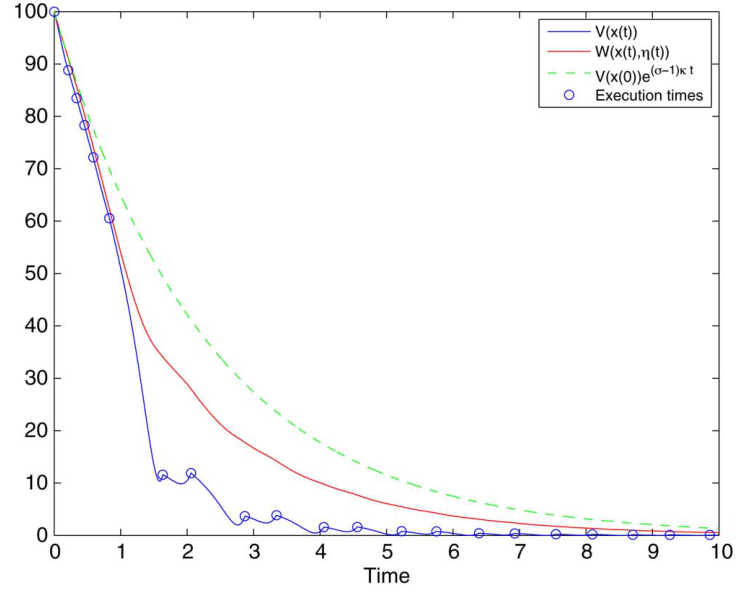 100
90
80
70
60
50
40
30
20
10
0
V(x(t))
W(x(t),η(t))
V(x(0))e^(σ−1)κ t
Execution times
0 1 2 3 4 5 6 7 8 9 10
Time